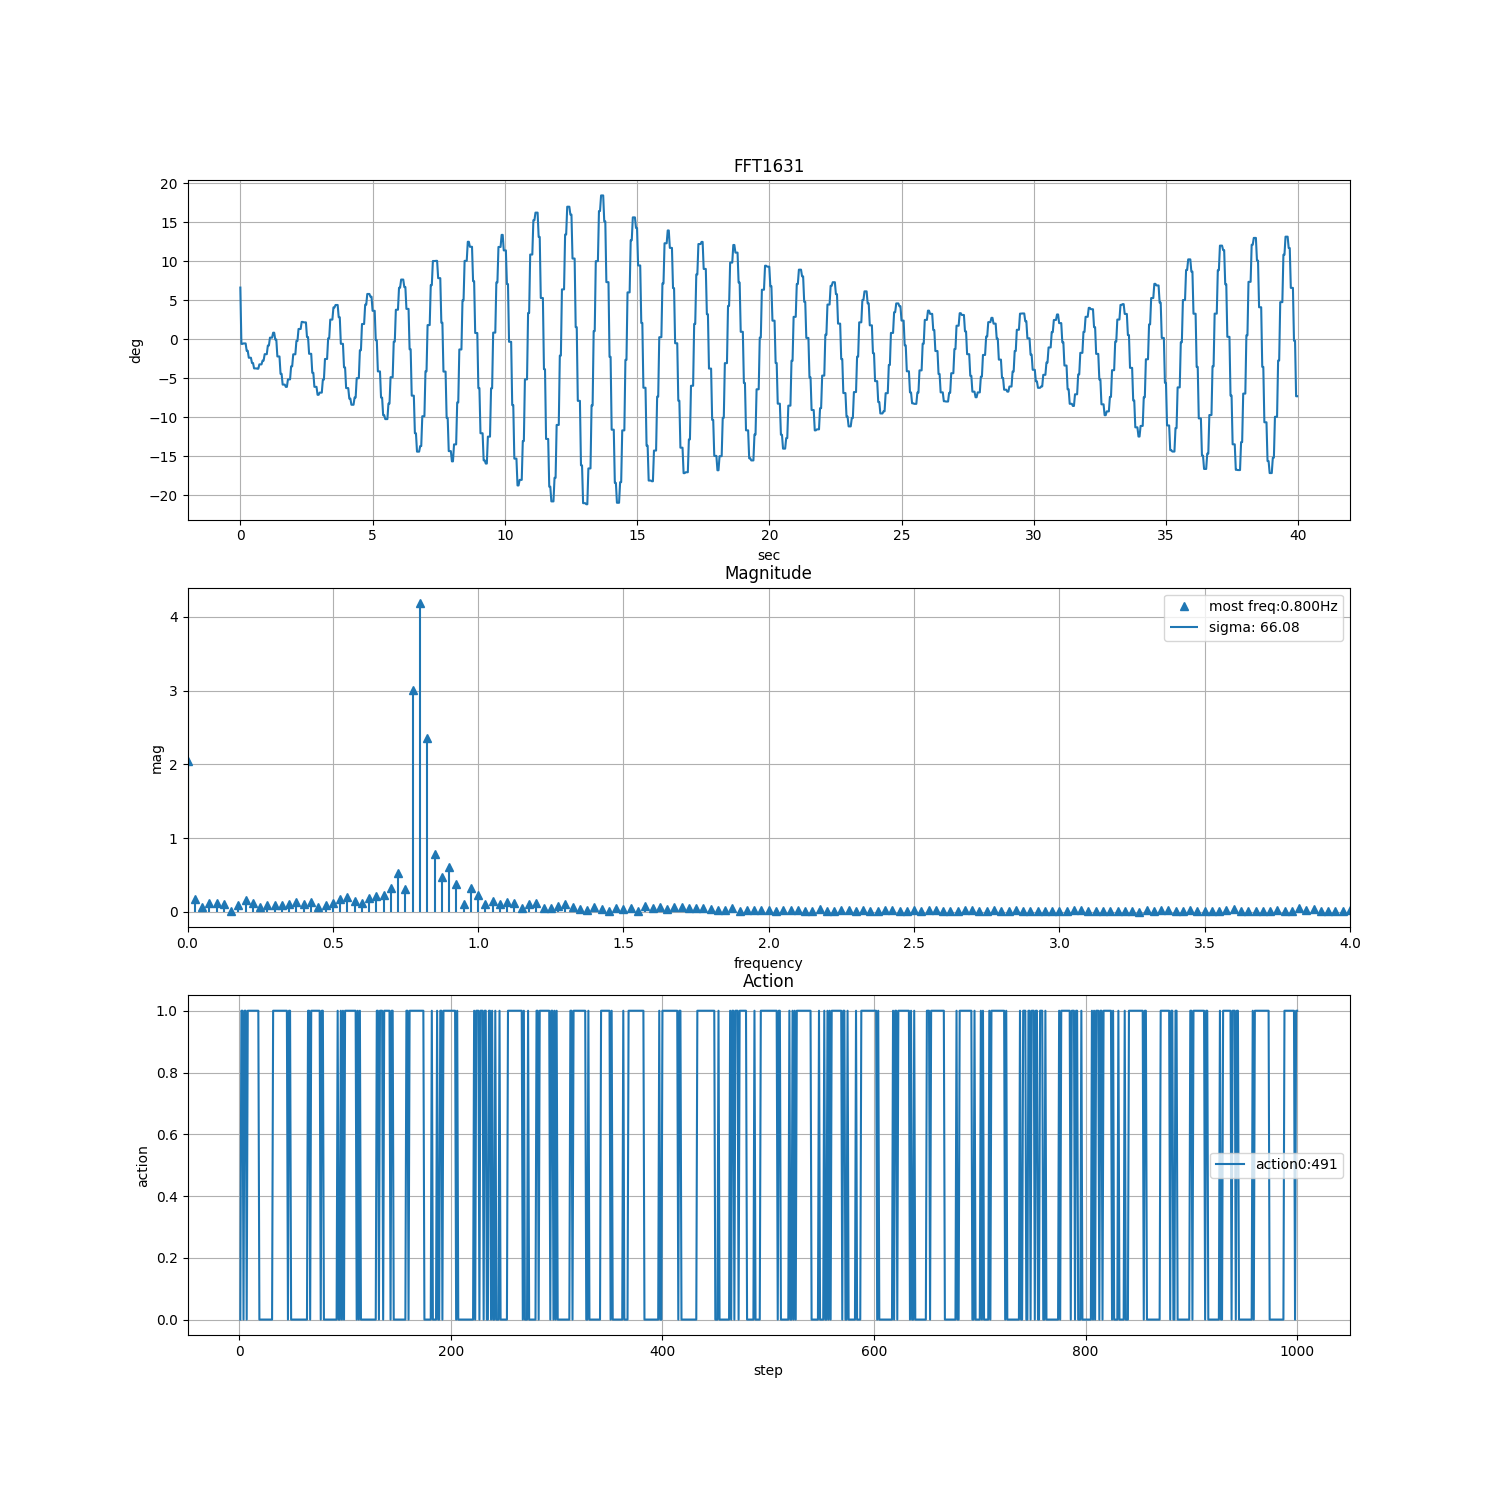 FFT1631
20
15
10
5
0
−5
−10
−15
−20
deg
0 5 10 15 20 25 30 35 40
sec
Magnitude
most freq:0.800Hz
sigma: 66.08
4
3
2
1
0
mag
0.0 0.5 1.0 1.5 2.0 2.5 3.0 3.5 4.0
frequency
Action
1.0
0.8
0.6
0.4
0.2
0.0
action
action0:491
0 200 400 600 800 1000
step